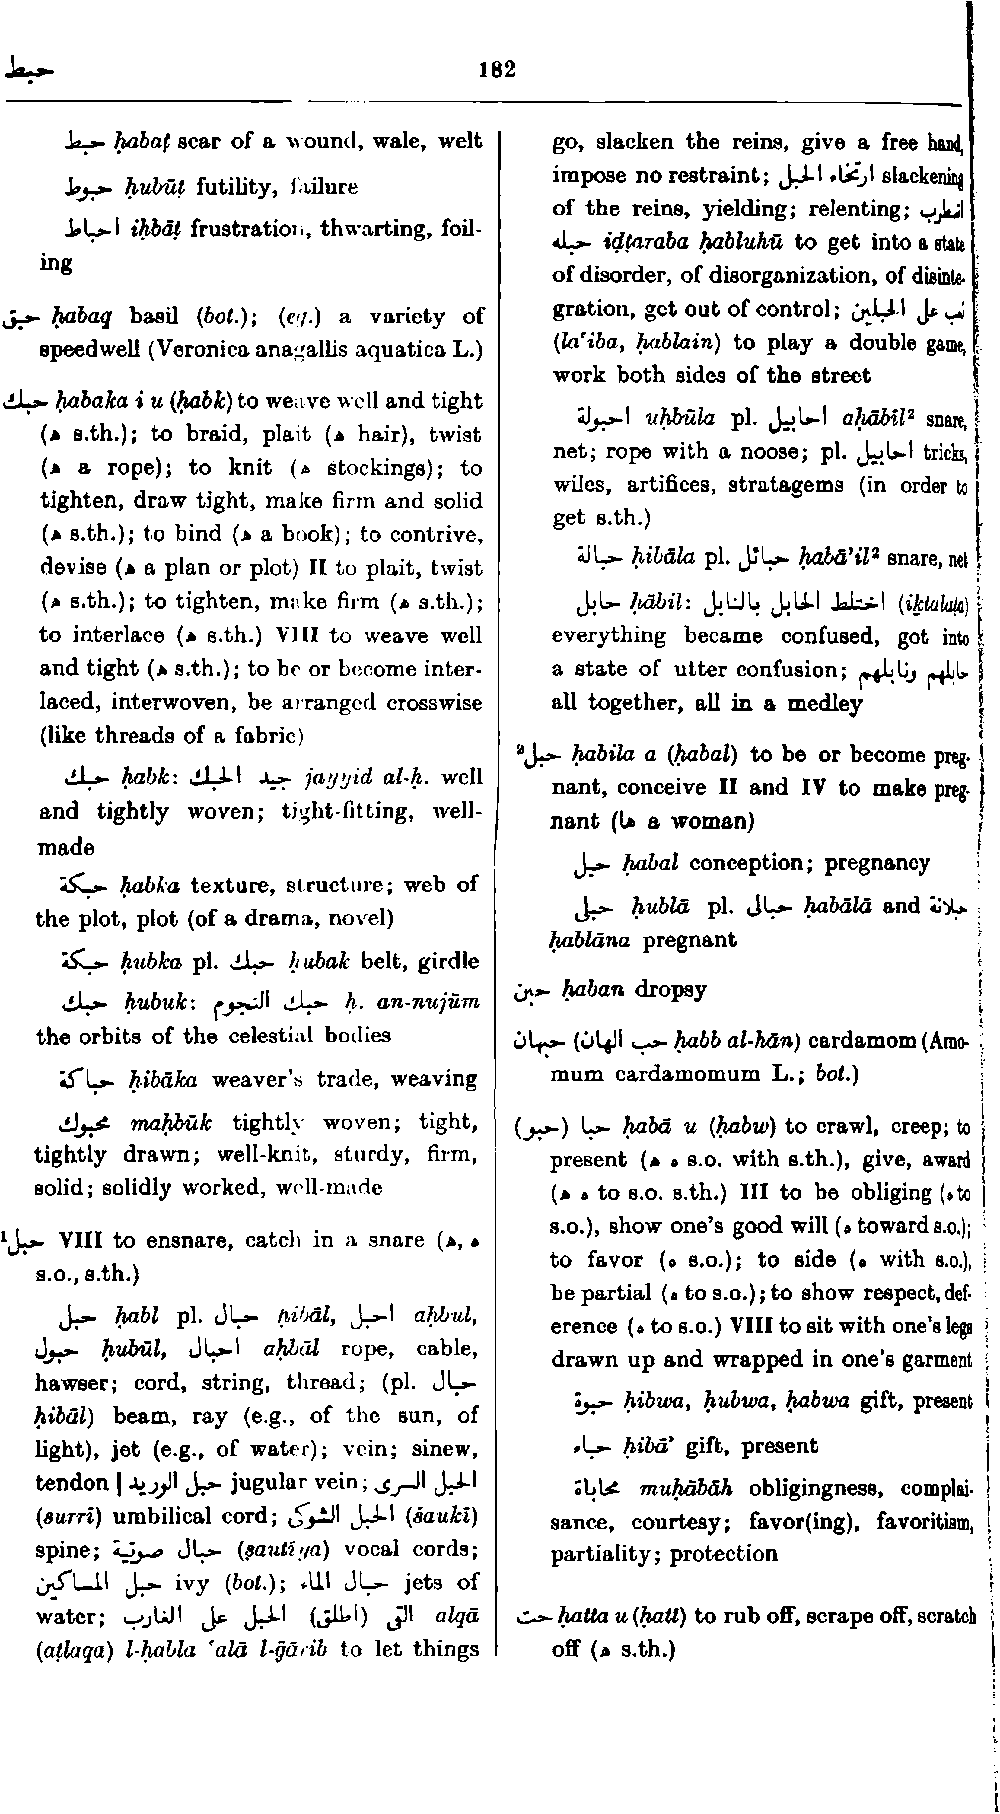 حبط
182
حبط ḥabaṭ scar of a wound, wale, welt
حبوط ḥubūṭ futility, failure
احباط iḥbāṭ frustration, thwarting, foil-
ing
حبق ḥabaq basil (bot.); (eg.) a variety of
speedwell (Veronica anagallis aquatica L.)
حبك ḥabaka i u (ḥabk) to weave well and tight
(ه s.th.); to braid, plait (ه hair), twist
(ه a rope); to knit (ه stockings); to
tighten, draw tight, make firm and solid
(ه s.th.); to bind (ه a book); to contrive,
devise (ه a plan or plot) II to plait, twist
(ه s.th.); to tighten, make firm (ه s.th.);
to interlace (ه s.th.) VIII to weave well
and tight (ه s.th.); to be or become inter-
laced, interwoven, be arranged crosswise
(like threads of a fabric)
حبك ḥabk: جيد الحبك jayyid al-ḥ. well
and tightly woven; tight-fitting, well-
made
حبكة ḥabka texture, structure; web of
the plot, plot (of a drama, novel)
حبكة ḥubka pl. حبك ḥubak belt, girdle
حبك ḥubuk: حبك النجوم ḥ. an-nujūm
the orbits of the celestial bodies
حباكة ḥibāka weaver's trade, weaving
محبوك maḥbūk tightly woven; tight,
tightly drawn; well-knit, sturdy, firm,
solid; solidly worked, well-made
¹حبل VIII to ensnare, catch in a snare (ه, ه
s.o., s.th.)
حبل ḥabl pl. حبال ḥibāl, احبل aḥbul,
حبول ḥubūl, احبال aḥbāl rope, cable,
hawser; cord, string, thread; (pl. حبال
ḥibāl) beam, ray (e.g., of the sun, of
light), jet (e.g., of water); vein; sinew,
tendon | حبل الوريد jugular vein; الحبل السرى
(surrī) umbilical cord; الحبل الشوكى (šaukī)
spine; حبال صوتية (ṣautīya) vocal cords;
حبل المساكين ivy (bot.); حبال الماء jets of
water; القى (اطلق) الحبل على الغارب alqā
(aṭlaqa) l-ḥabla ʿalā l-ḡārib to let things
go, slacken the reins, give a free hand,
impose no restraint; ارتخاء الحبل slackening
of the reins, yielding; relenting; اضطرب
حبله iḍṭaraba ḥabluhū to get into a state
of disorder, of disorganization, of disinte-
gration, get out of control; لعب على الحبلين
(laʿiba, ḥablain) to play a double game,
work both sides of the street
احبولة uḥbūla pl. احابيل aḥābīl² snare,
net; rope with a noose; pl. احابيل tricks,
wiles, artifices, stratagems (in order to
get s.th.)
حبالة ḥibāla pl. حبائل ḥabāʾil² snare, net
حابل ḥābil: اختلط الحابل بالنابل (iḵtalaṭa)
everything became confused, got into
a state of utter confusion; حابلهم ونابلهم
all together, all in a medley
²حبل ḥabila a (ḥabal) to be or become preg-
nant, conceive II and IV to make preg-
nant (ها a woman)
حبل ḥabal conception; pregnancy
حبلى ḥublā pl. حبالى ḥabālā and حبلانة
ḥablāna pregnant
حبن ḥaban dropsy
حبهان (حب الهان ḥabb al-hān) cardamom (Amo-
mum cardamomum L.; bot.)
(حبو) حبا ḥabā u (ḥabw) to crawl, creep; to
present (ه ه s.o. with s.th.), give, award
(ه ه to s.o. s.th.) III to be obliging (ه to
s.o.), show one's good will (ه toward s.o.);
to favor (ه s.o.); to side (ه with s.o.),
be partial (ه to s.o.); to show respect, def-
erence (ه to s.o.) VIII to sit with one's legs
drawn up and wrapped in one's garment
حبوة ḥibwa, ḥubwa, ḥabwa gift, present
حباء ḥibāʾ gift, present
محاباة muḥābāh obligingness, complai-
sance, courtesy; favor(ing), favoritism,
partiality; protection
حت ḥatta u (ḥatt) to rub off, scrape off, scratch
off (ه s.th.)